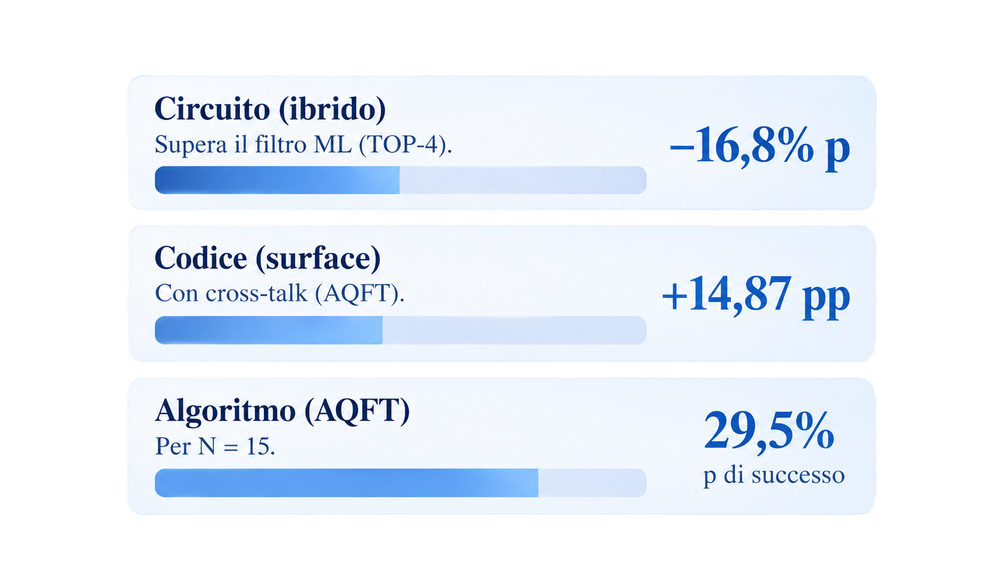 Circuito (ibrido)
Supera il filtro ML (TOP-4).
−16,8% p
Codice (surface)
Con cross-talk (AQFT).
+14,87 pp
Algoritmo (AQFT)
Per N = 15.
29,5%
p di successo